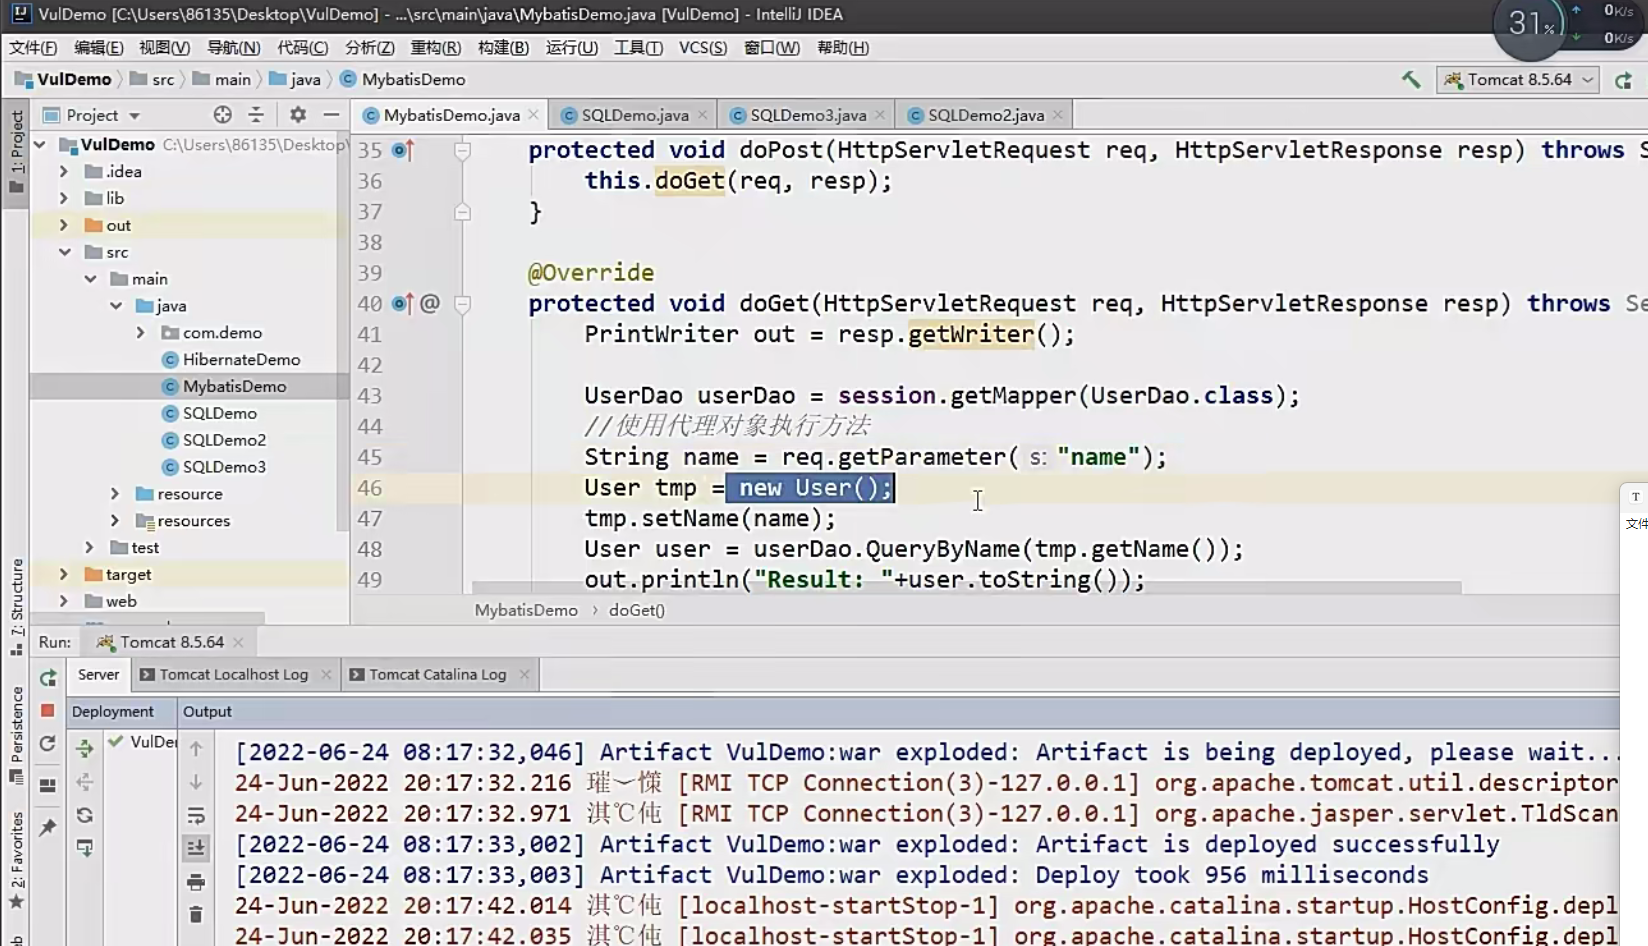 VulDemo [C:\Users\86135\Desktop\VulDemo] - ...\src\main\java\MybatisDemo.java [VulDemo] - IntelliJ IDEA
31%
0K/s
0K/s
文件(F) 编辑(E) 视图(V) 导航(N) 代码(C) 分析(Z) 重构(R) 构建(B) 运行(U) 工具(T) VCS(S) 窗口(W) 帮助(H)
VulDemo src main java MybatisDemo
Tomcat 8.5.64
Project
MybatisDemo.java SQLDemo.java SQLDemo3.java SQLDemo2.java
1: Project
7: Structure
Persistence
2: Favorites
VulDemo C:\Users\86135\Desktop\
.idea
lib
out
src
main
java
com.demo
HibernateDemo
MybatisDemo
SQLDemo
SQLDemo2
SQLDemo3
resource
resources
test
target
web
35 protected void doPost(HttpServletRequest req, HttpServletResponse resp) throws S
36 this.doGet(req, resp);
37 }
38
39 @Override
40 @ protected void doGet(HttpServletRequest req, HttpServletResponse resp) throws Se
41 PrintWriter out = resp.getWriter();
42
43 UserDao userDao = session.getMapper(UserDao.class);
44 //使用代理对象执行方法
45 String name = req.getParameter( s: "name");
46 User tmp = new User();
47 tmp.setName(name);
48 User user = userDao.QueryByName(tmp.getName());
49 out.println("Result: "+user.toString());
MybatisDemo doGet()
T
文件
Run: Tomcat 8.5.64
Server Tomcat Localhost Log Tomcat Catalina Log
Deployment Output
VulDe
[2022-06-24 08:17:32,046] Artifact VulDemo:war exploded: Artifact is being deployed, please wait...
24-Jun-2022 20:17:32.216 [RMI TCP Connection(3)-127.0.0.1] org.apache.tomcat.util.descriptor
24-Jun-2022 20:17:32.971 淇℃伅 [RMI TCP Connection(3)-127.0.0.1] org.apache.jasper.servlet.TldScan
[2022-06-24 08:17:33,002] Artifact VulDemo:war exploded: Artifact is deployed successfully
[2022-06-24 08:17:33,003] Artifact VulDemo:war exploded: Deploy took 956 milliseconds
24-Jun-2022 20:17:42.014 淇℃伅 [localhost-startStop-1] org.apache.catalina.startup.HostConfig.depl
24-Jun-2022 20:17:42.035 淇℃伅 [localhost-startStop-1] org.apache.catalina.startup.HostConfig.depl